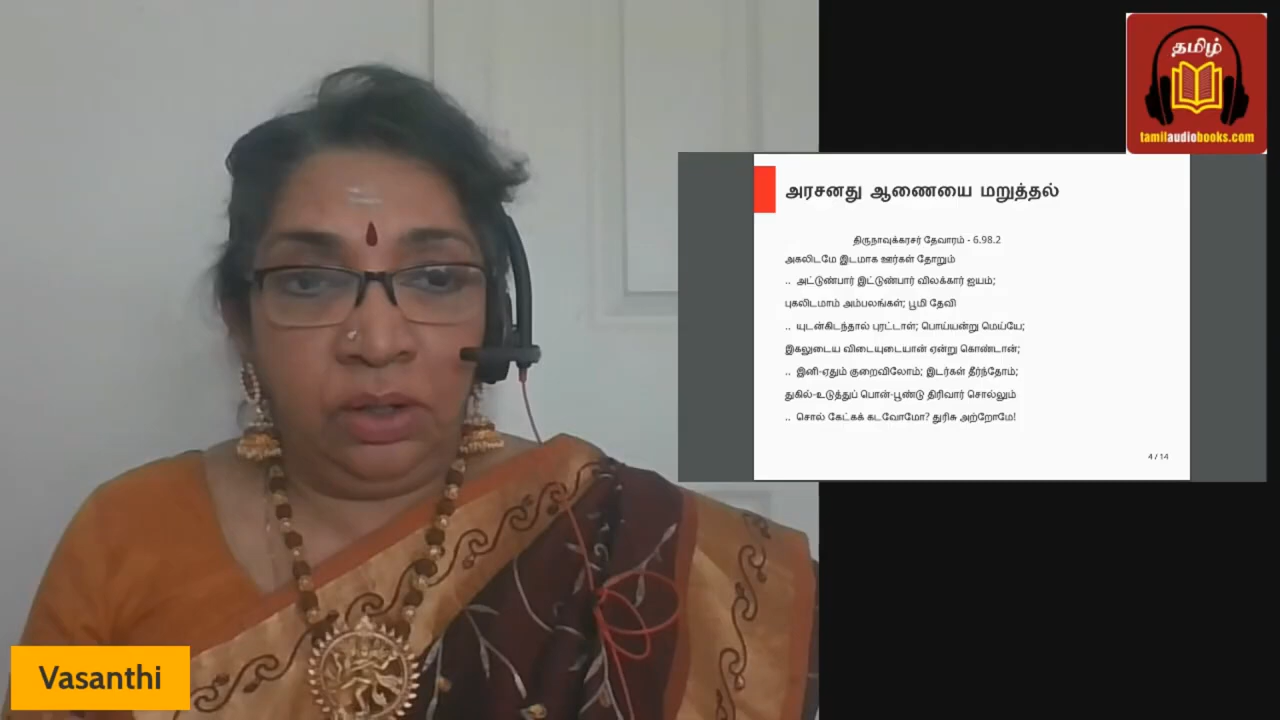 தமிழ்
tamilaudiobooks.com
அரசனது ஆணையை மறுத்தல்
திருநாவுக்கரசர் தேவாரம் - 6.98.2
அகலிடமே இடமாக ஊர்கள் தோறும்
.. அட்டுண்பார் இட்டுண்பார் விலக்கார் ஐயம்;
புகலிடமாம் அம்பலங்கள்; பூமி தேவி
.. யுடன்கிடந்தால் புரட்டாள்; பொய்யன்று மெய்யே;
இகலுடைய விடையுடையான் ஏன்று கொண்டான்;
.. இனி-ஏதும் குறைவிலோம்; இடர்கள் தீர்ந்தோம்;
துகில்-உடுத்துப் பொன்-பூண்டு திரிவார் சொல்லும்
.. சொல் கேட்கக் கடவோமோ? துரிசு அற்றோமே!
4 / 14
Vasanthi